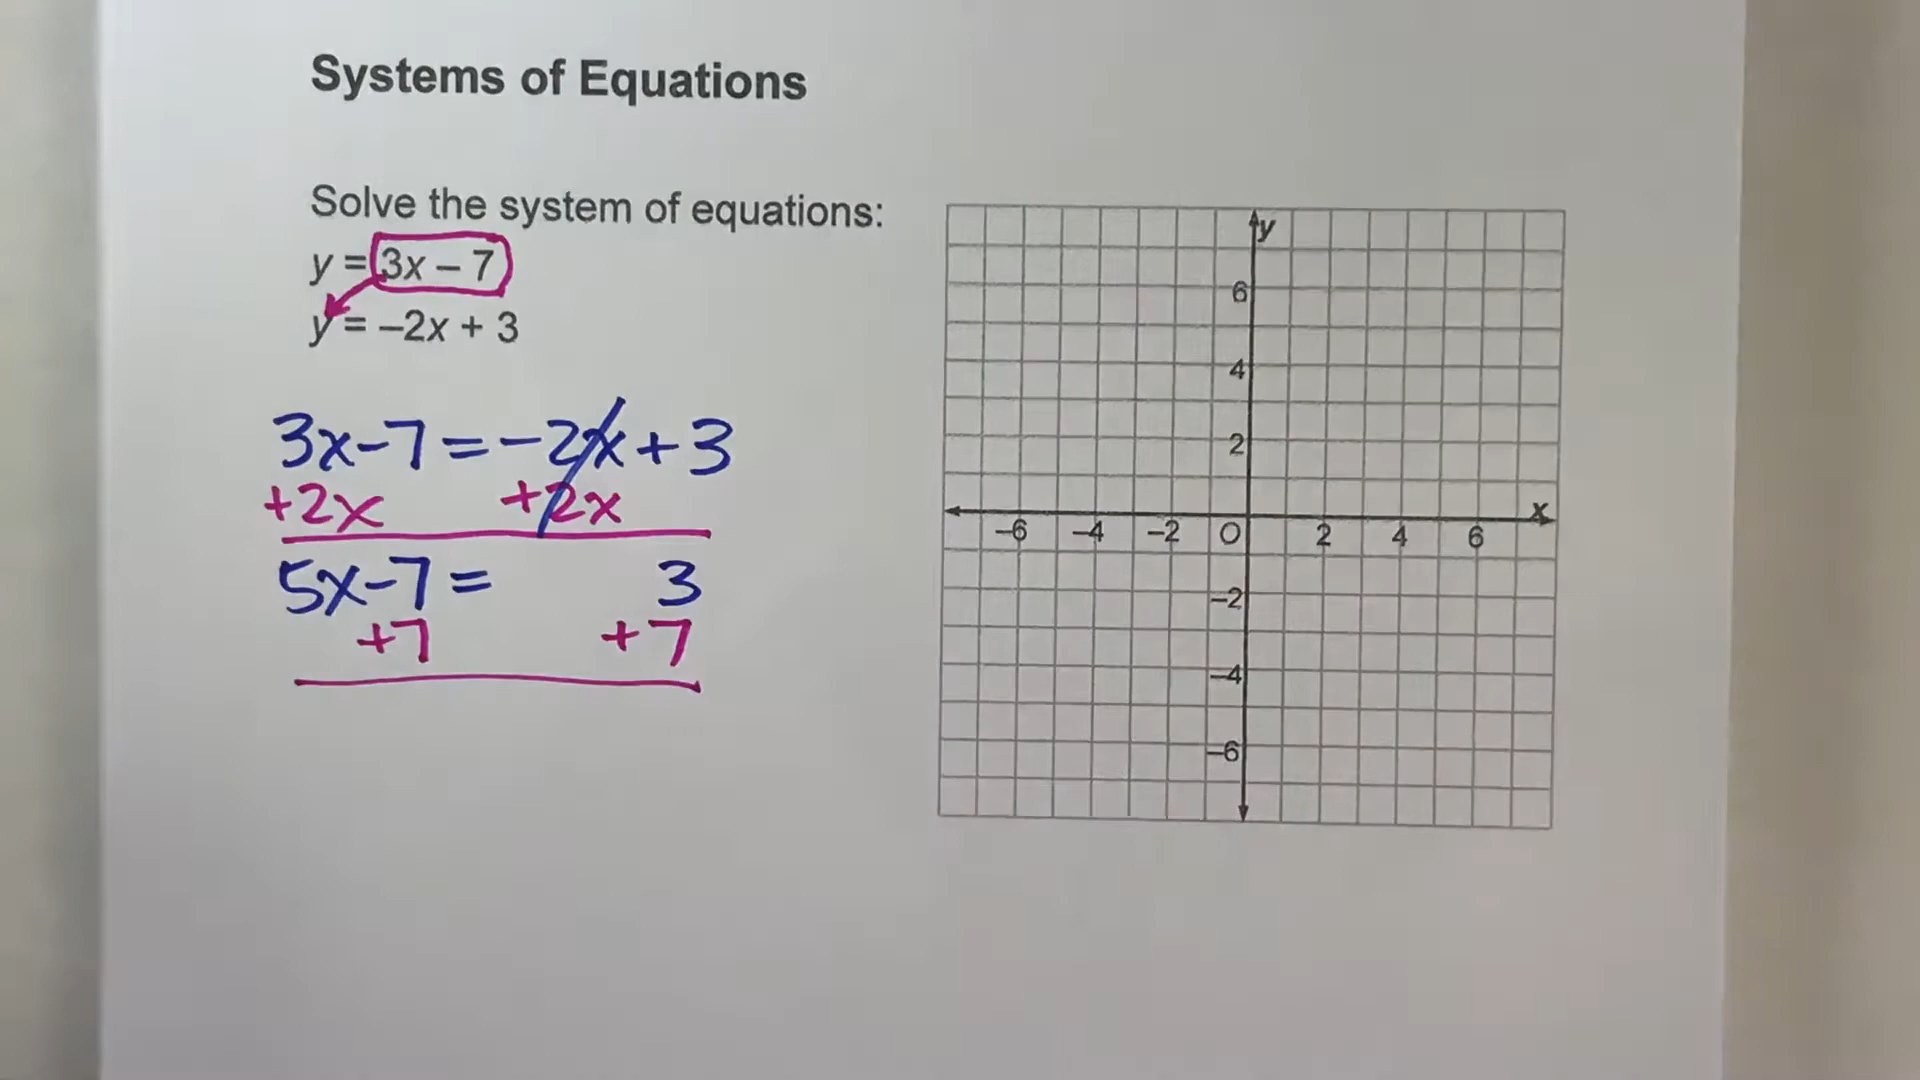 Systems of Equations
Solve the system of equations:
y = 3x – 7
y = –2x + 3
3x-7=-2x+3
+2x +2x
5x-7= 3
+7 +7
y
6
4
2
x
–6 –4 –2 O 2 4 6
–2
–4
–6